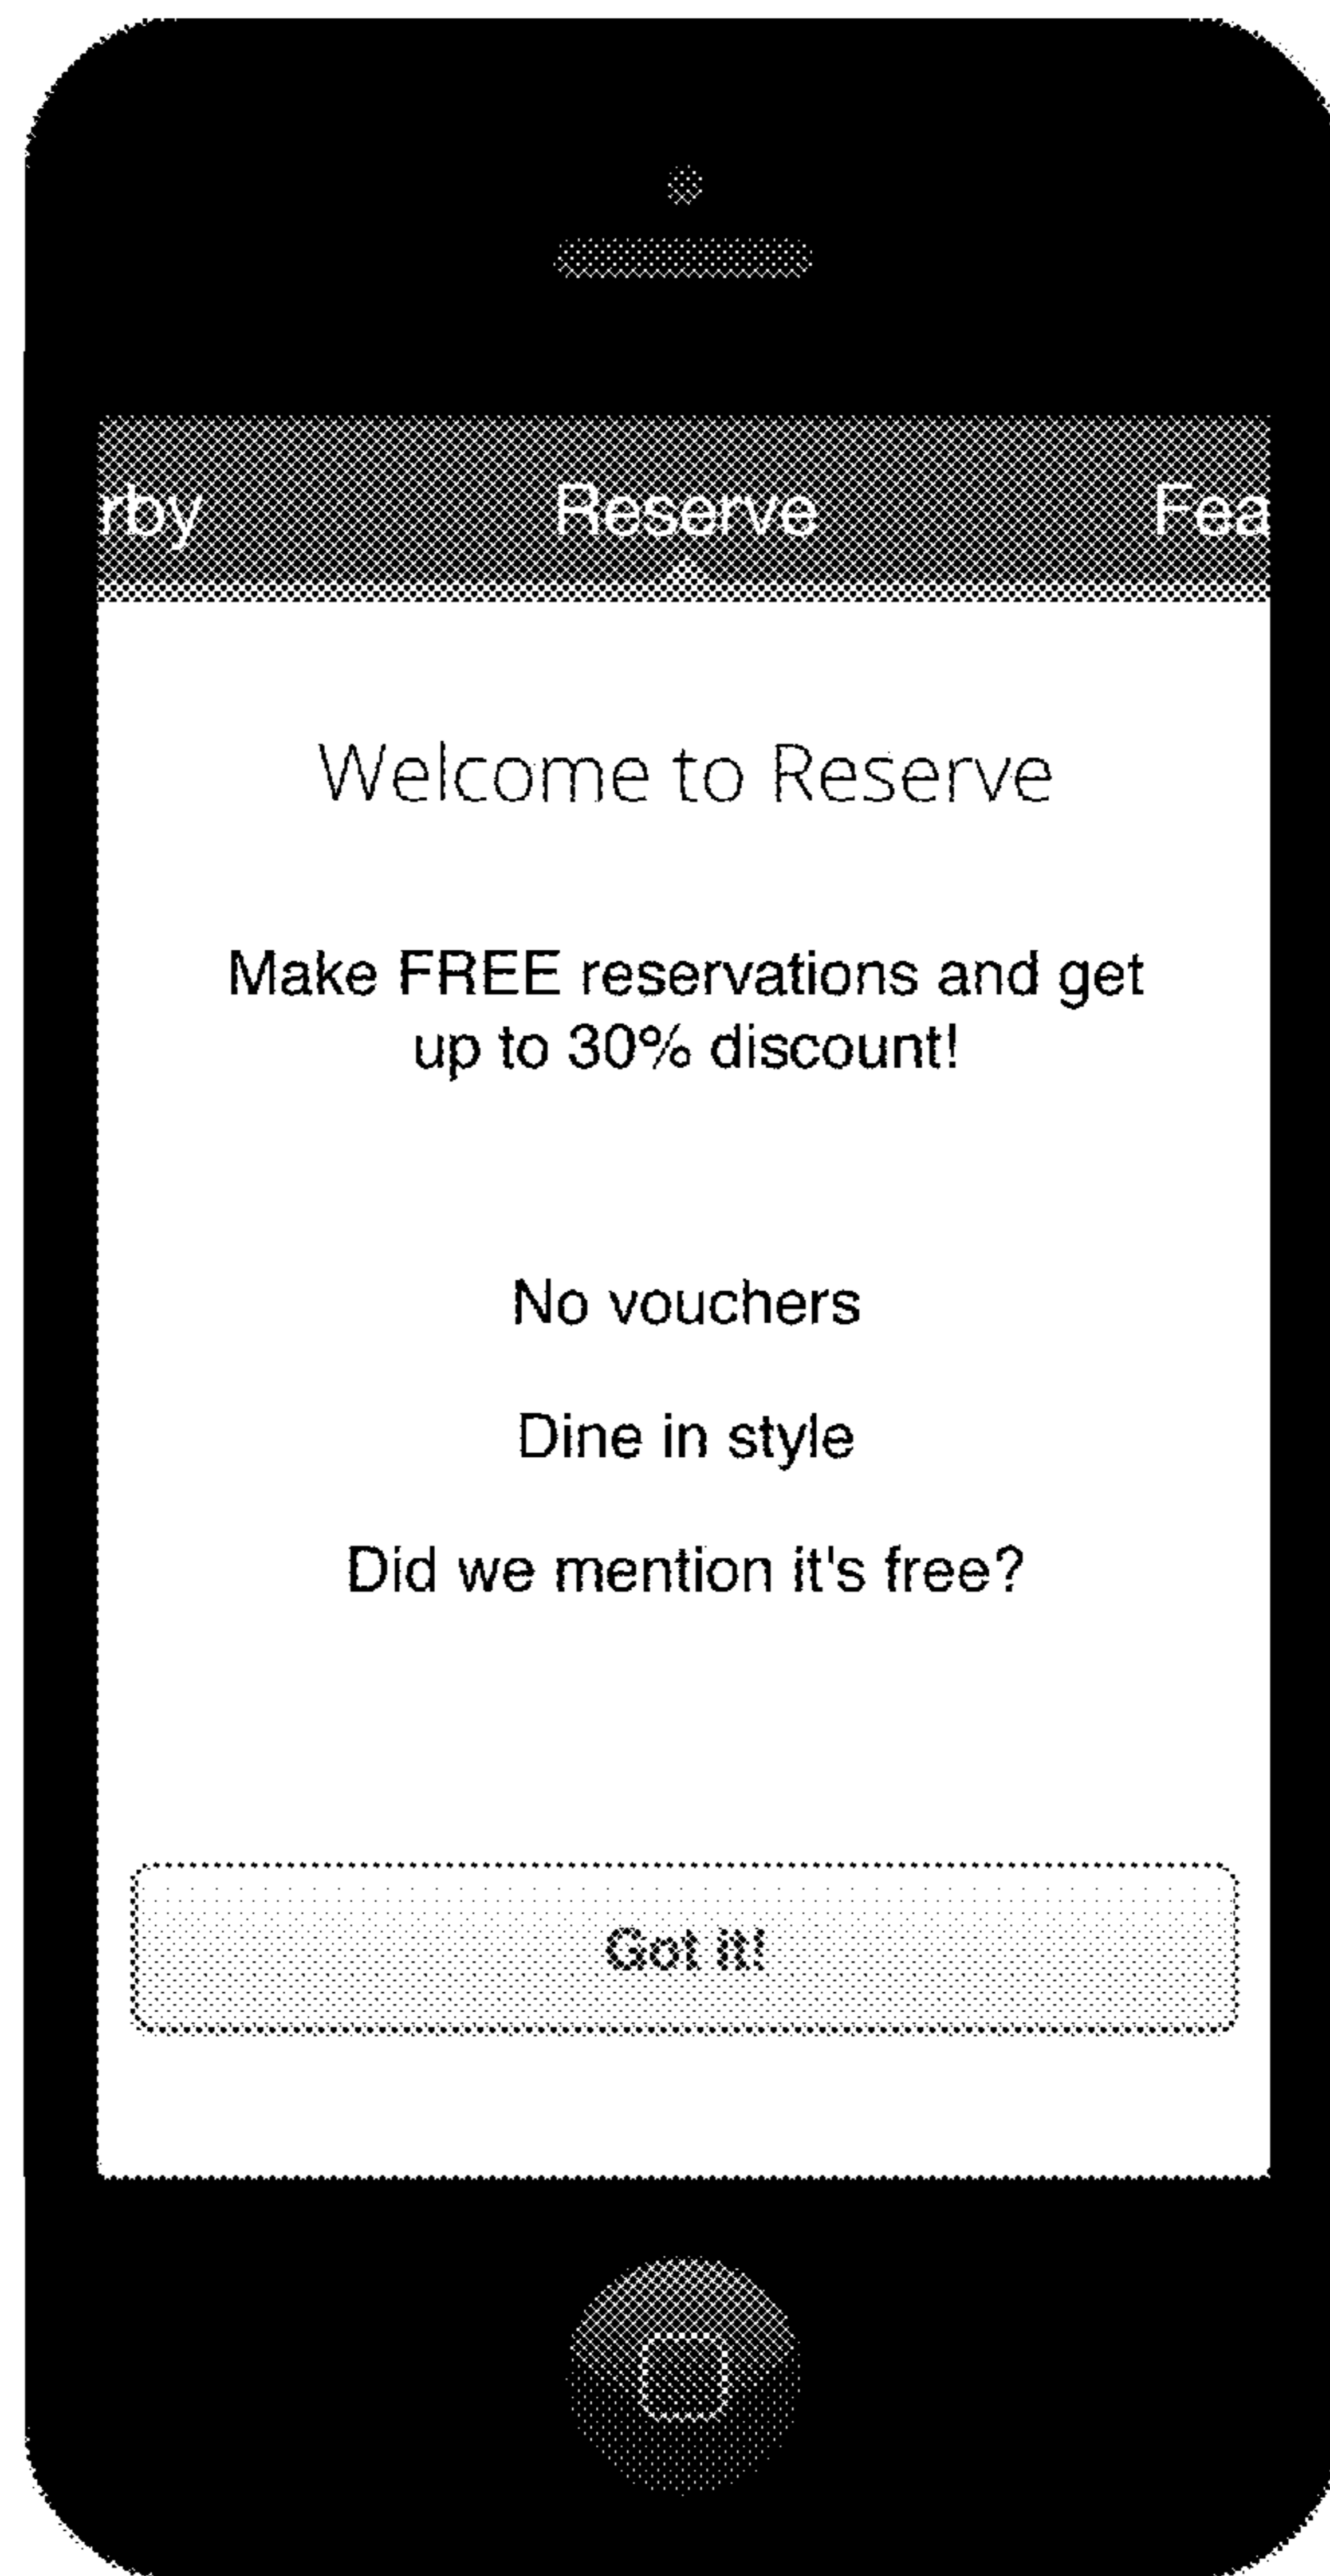 rby Reserve Fea
Welcome to Reserve
Make FREE reservations and get
up to 30% discount!
No vouchers
Dine in style
Did we mention it's free?
Got it!